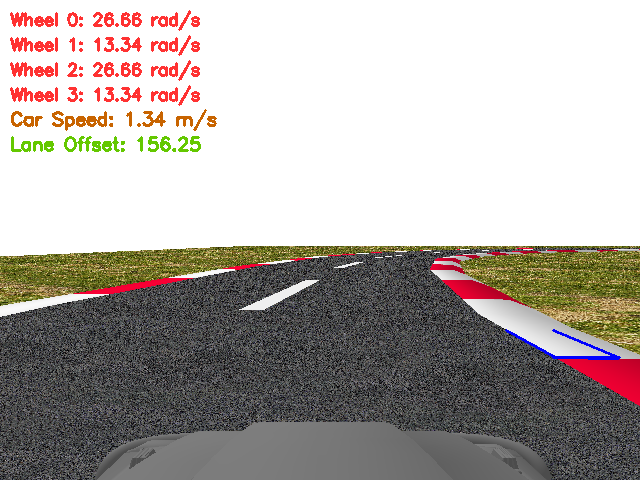 Wheel 0: 26.66 rad/s
Wheel 1: 13.34 rad/s
Wheel 2: 26.66 rad/s
Wheel 3: 13.34 rad/s
Car Speed: 1.34 m/s
Lane Offset: 156.25